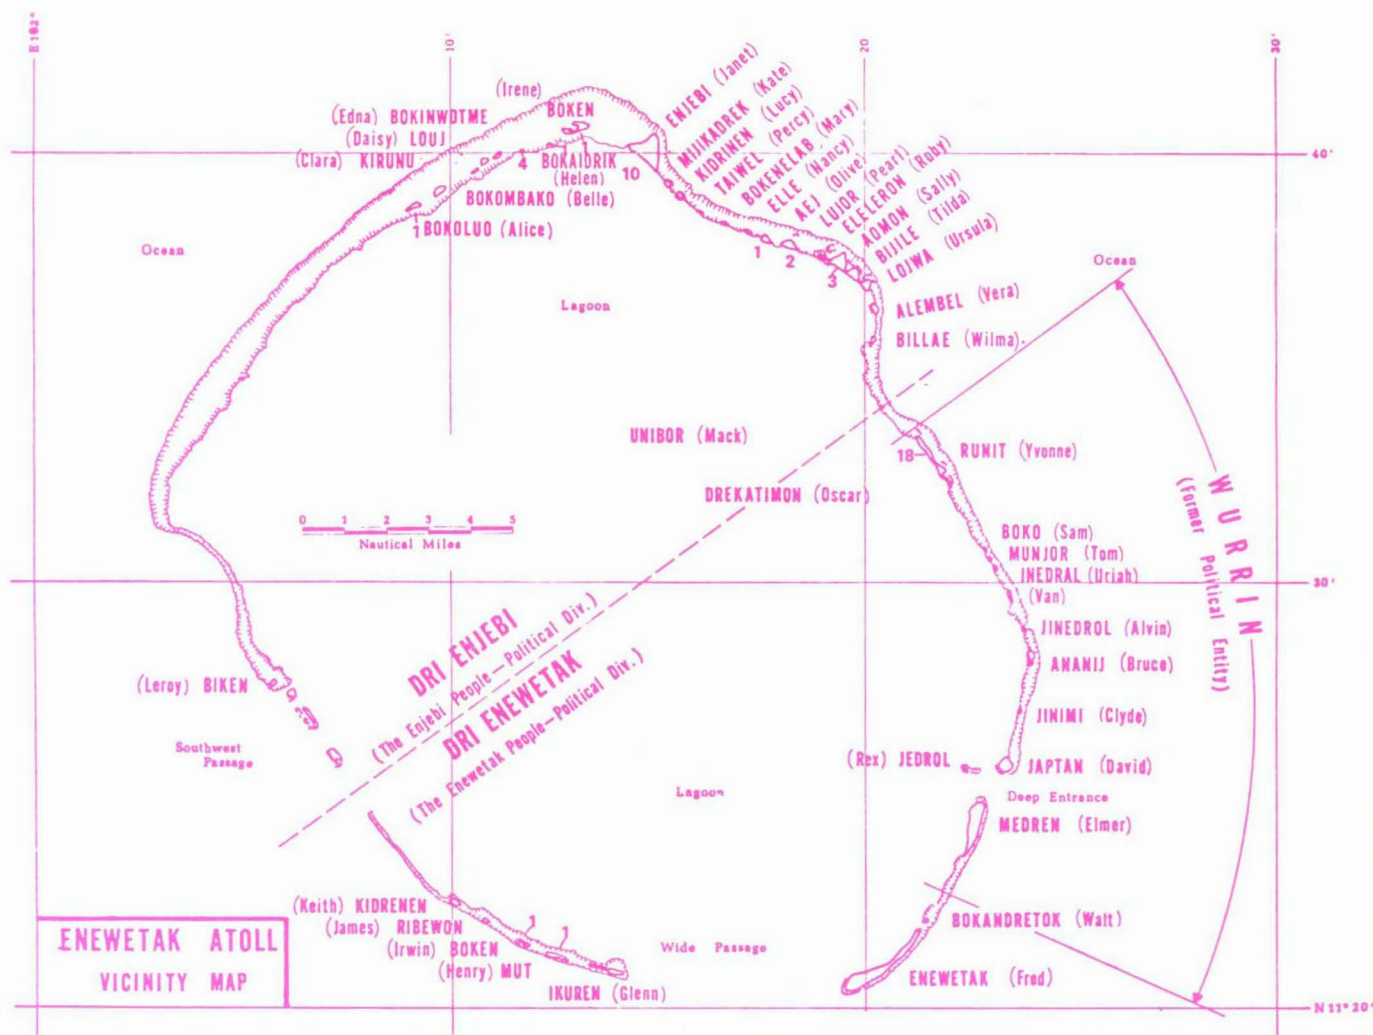 E 162°
10'
20
30'
(Irene)
BOKEN
(Edna) BOKINWOTME
(Daisy) LOUJ
(Clara) KIRUNU
4
1
1
BOKAIDRIK
(Helen)
10
BOKOMBAKO (Belle)
1
BOKOLUO (Alice)
ENJEBI (Janet)
MIJIKADREK (Kate)
KIDRINEN (Lucy)
TAIWEL (Percy)
BOKENELAB (Mary)
ELLE (Nancy)
AEJ (Olive)
LUJOR (Pearl)
ELELERON (Ruby)
AOMON (Sally)
BIJILE (Tilda)
LOJWA (Ursula)
40'
1
2
3
Ocean
Ocean
Lagoon
ALEMBEL (Vera)
BILLAE (Wilma)
UNIBOR (Mack)
18
RUNIT (Yvonne)
DREKATIMON (Oscar)
0 1 2 3 4 5
Nautical Miles
BOKO (Sam)
MUNJOR (Tom)
INEDRAL (Uriah)
(Van)
30'
WURRIN
(Former Political Entity)
JINEDROL (Alvin)
ANANIJ (Bruce)
DRI ENJEBI
(The Enjebi People—Political Div.)
DRI ENEWETAK
(The Enewetak People—Political Div.)
(Leroy) BIKEN
JINIMI (Clyde)
Southwest
Passage
(Rex) JEDROL
JAPTAN (David)
Lagoon
Deep Entrance
MEDREN (Elmer)
(Keith) KIDRENEN
(James) RIBEWON
1
1
(Irwin) BOKEN
(Henry) MUT
IKUREN (Glenn)
Wide Passage
BOKANDRETOK (Walt)
ENEWETAK (Fred)
ENEWETAK ATOLL
VICINITY MAP
N 11° 20'